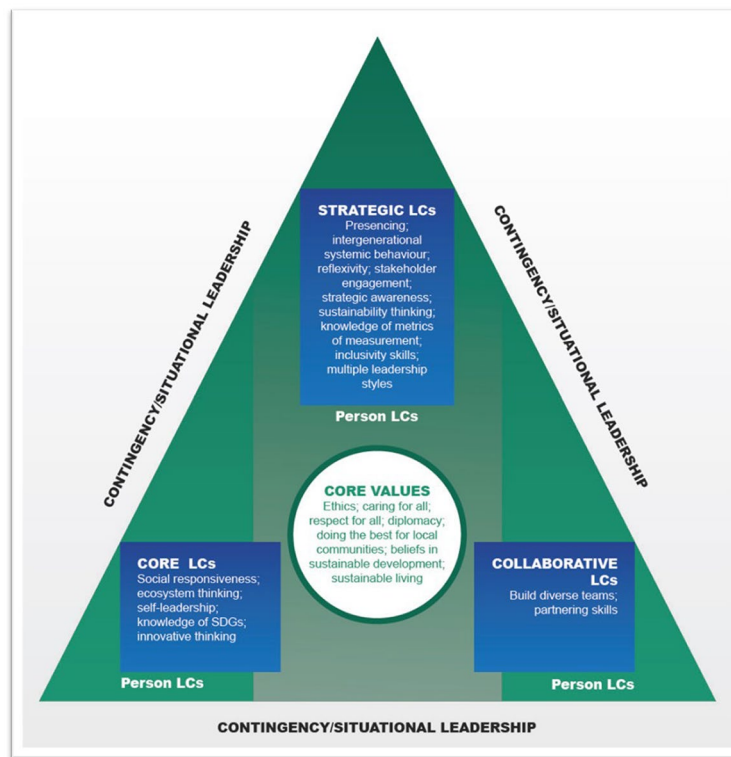 CONTINGENCY/SITUATIONAL LEADERSHIP
CONTINGENCY/SITUATIONAL LEADERSHIP
STRATEGIC LCs
Presencing;
intergenerational
systemic behaviour;
reflexivity; stakeholder
engagement;
strategic awareness;
sustainability thinking;
knowledge of metrics
of measurement;
inclusivity skills;
multiple leadership
styles
Person LCs
CORE VALUES
Ethics; caring for all;
respect for all; diplomacy;
doing the best for local
communities; beliefs in
sustainable development;
sustainable living
CORE LCs
Social responsiveness;
ecosystem thinking;
self-leadership;
knowledge of SDGs;
innovative thinking
Person LCs
COLLABORATIVE
LCs
Build diverse teams;
partnering skills
Person LCs
CONTINGENCY/SITUATIONAL LEADERSHIP